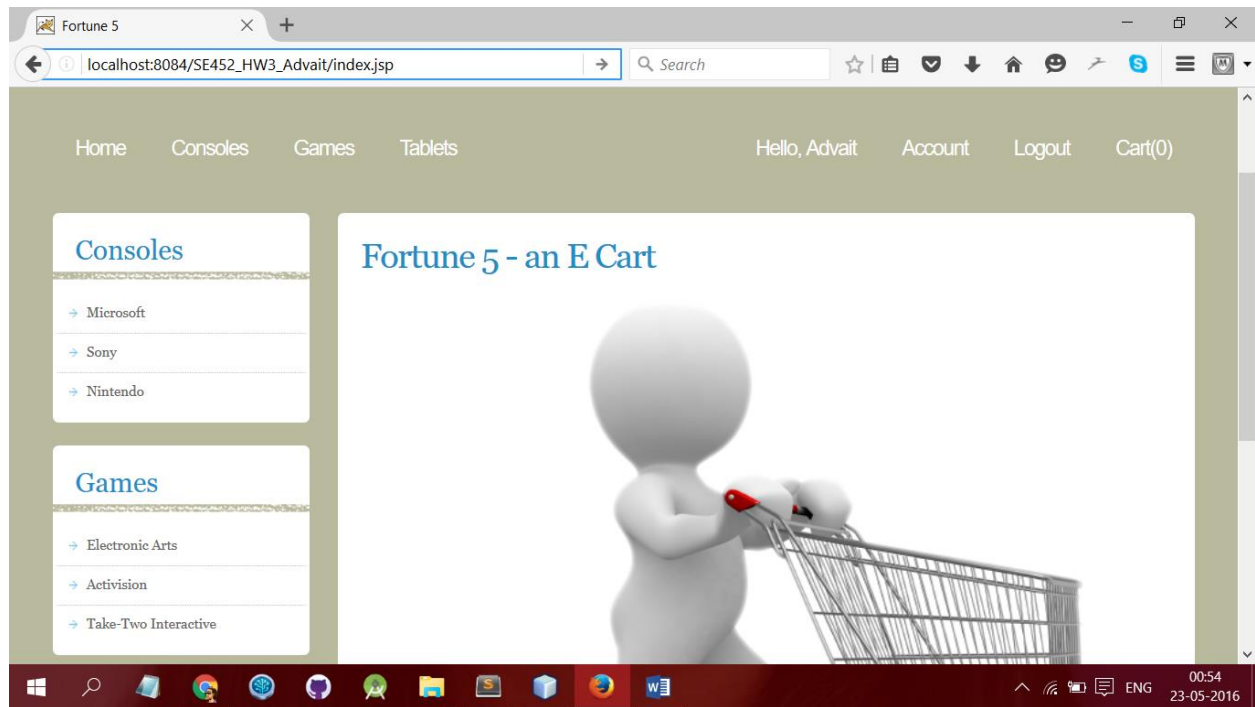 Fortune 5
localhost:8084/SE452_HW3_Advait/index.jsp
Search
Home Consoles Games Tablets Hello, Advait Account Logout Cart(0)
Consoles
Microsoft
Sony
Nintendo
Games
Electronic Arts
Activision
Take-Two Interactive
Fortune 5 - an E Cart
ENG
00:54
23-05-2016